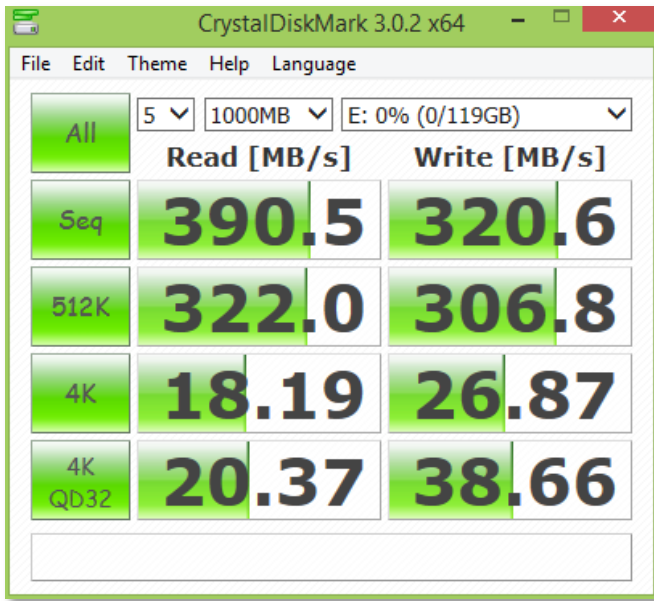 CrystalDiskMark 3.0.2 x64
File Edit Theme Help Language
All 5 1000MB E: 0% (0/119GB)
Read [MB/s] Write [MB/s]
Seq 390.5 320.6
512K 322.0 306.8
4K 18.19 26.87
4K QD32 20.37 38.66